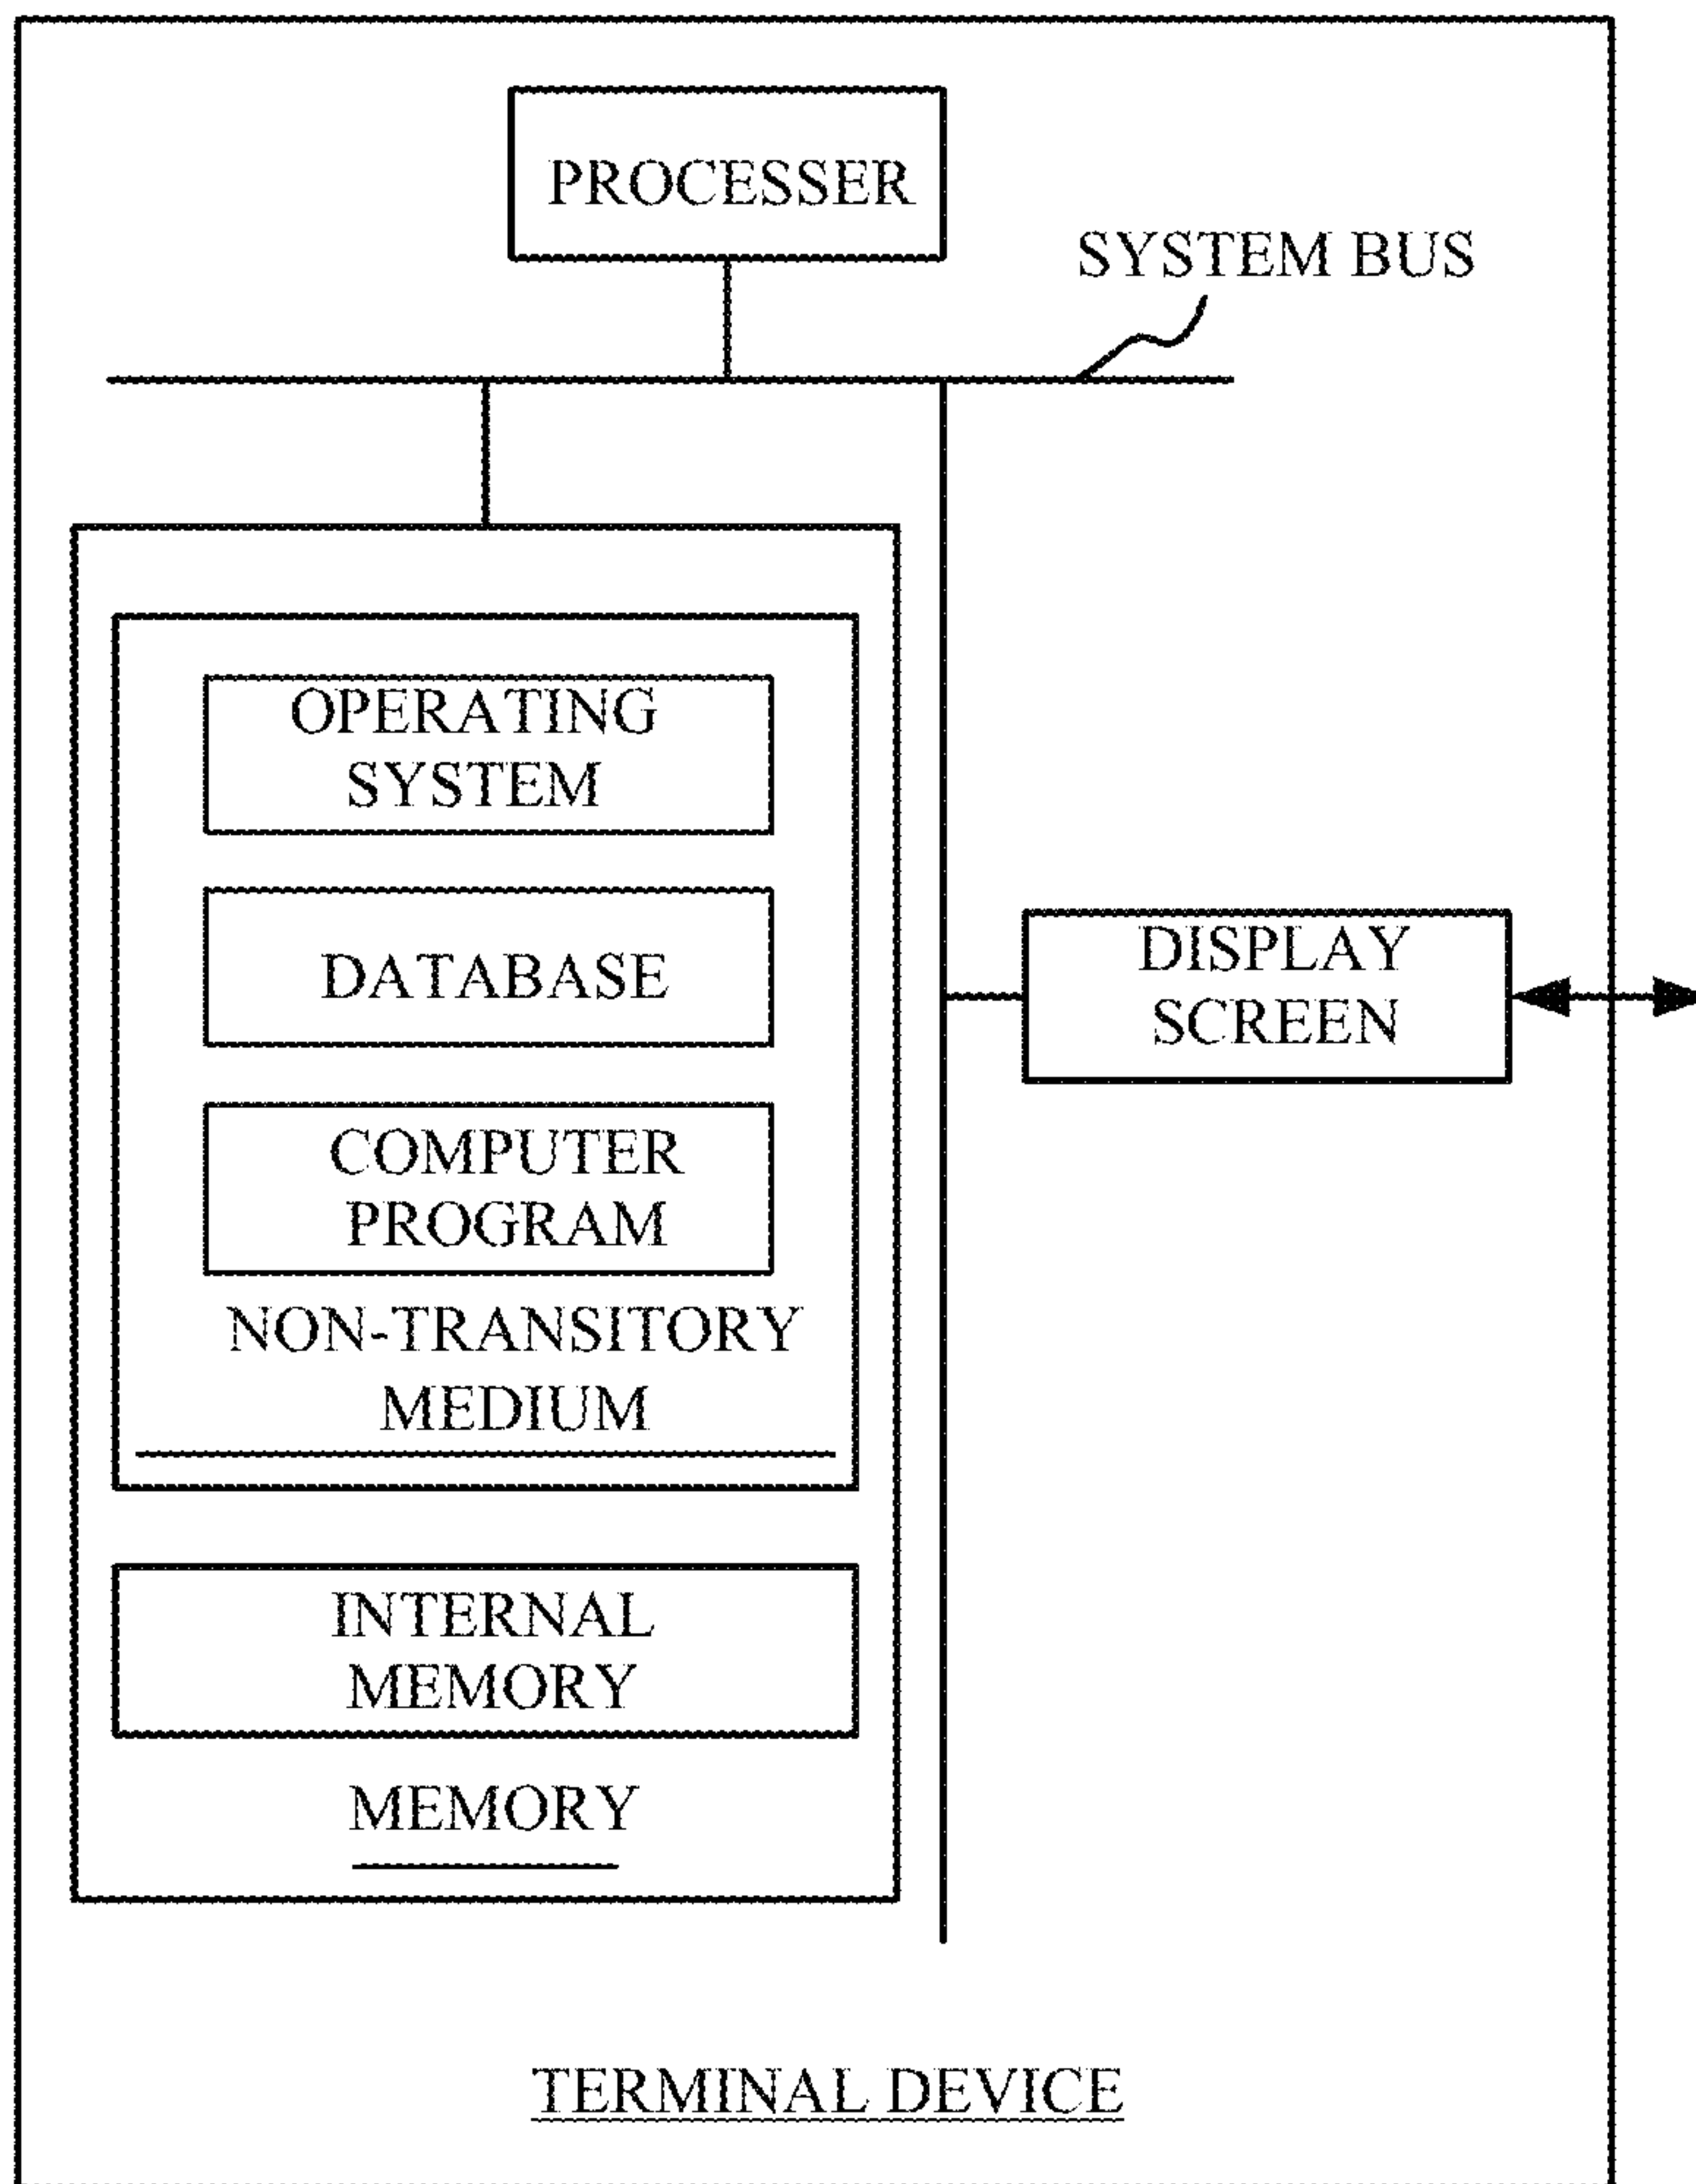 PROCESSER
SYSTEM BUS
OPERATING
SYSTEM
DATABASE
COMPUTER
PROGRAM
NON-TRANSITORY
MEDIUM
INTERNAL
MEMORY
MEMORY
DISPLAY
SCREEN
TERMINAL DEVICE